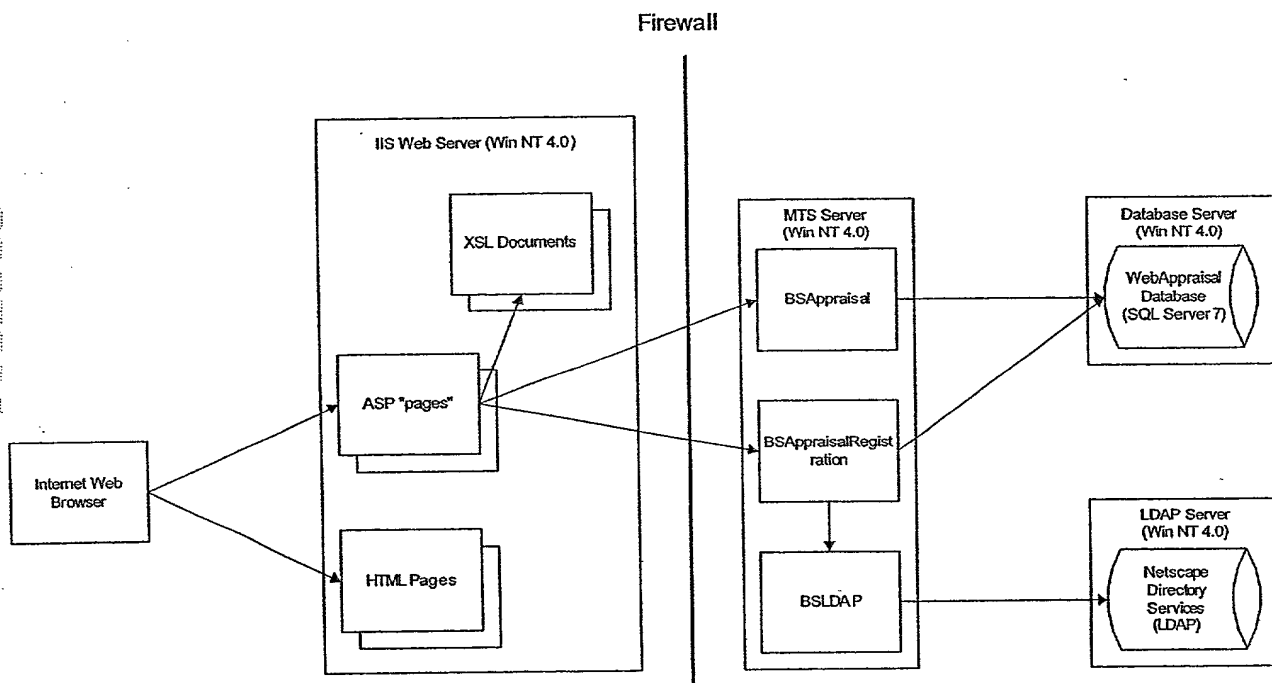 Firewall
IIS Web Server (Win NT 4.0)
XSL Documents
ASP "pages"
HTML Pages
Internet Web
Browser
MTS Server
(Win NT 4.0)
BSAppraisal
BSAppraisalRegist
ration
BSLDAP
Database Server
(Win NT 4.0)
WebAppraisal
Database
(SQL Server 7)
LDAP Server
(Win NT 4.0)
Netscape
Directory
Services
(LDAP)